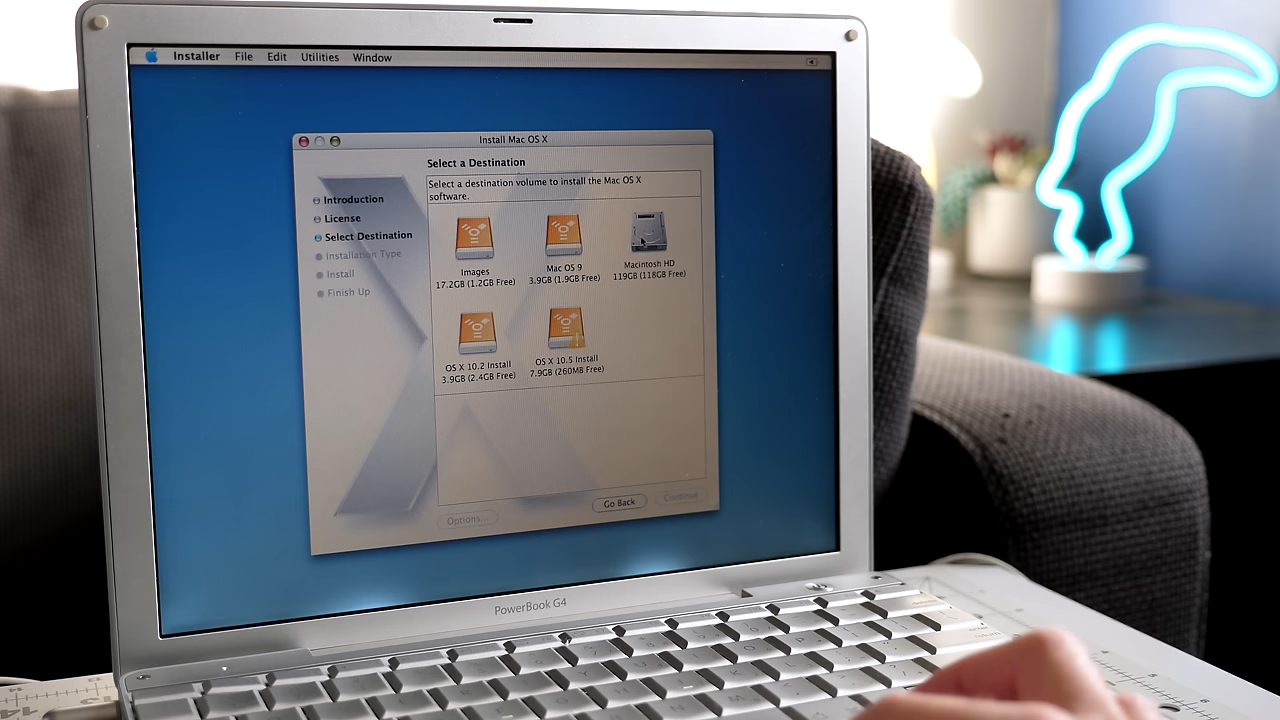 Installer File Edit Utilities Window
Install Mac OS X
Select a Destination
Select a destination volume to install the Mac OS X
software.
Introduction
License
Select Destination
Installation Type
Install
Finish Up
Images
17.2GB (1.2GB Free)
Mac OS 9
3.9GB (1.9GB Free)
Macintosh HD
119GB (118GB Free)
OS X 10.2 Install
3.9GB (2.4GB Free)
OS X 10.5 Install
7.9GB (260MB Free)
Options...
Go Back
Continue
PowerBook G4